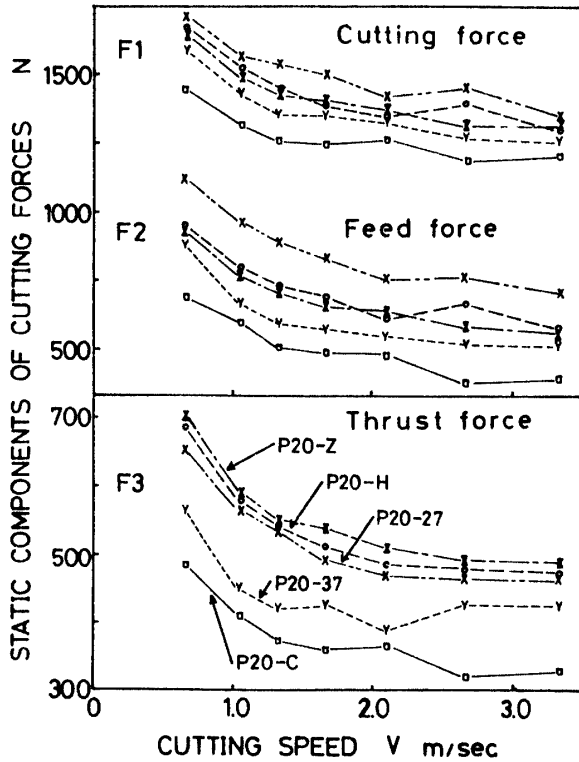 STATIC COMPONENTS OF CUTTING FORCES N
F1
Cutting force
1500
1000
F2
Feed force
500
700
Thrust force
F3
P20-Z
P20-H
P20-27
500
P20-37
P20-C
300
0 1.0 2.0 3.0
CUTTING SPEED V m/sec